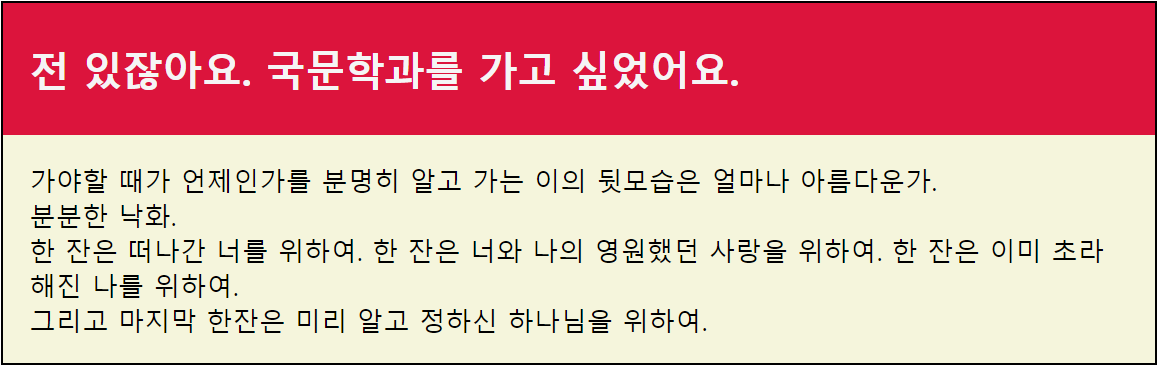 전 있잖아요. 국문학과를 가고 싶었어요.
가야할 때가 언제인가를 분명히 알고 가는 이의 뒷모습은 얼마나 아름다운가.
분분한 낙화.
한 잔은 떠나간 너를 위하여. 한 잔은 너와 나의 영원했던 사랑을 위하여. 한 잔은 이미 초라
해진 나를 위하여.
그리고 마지막 한잔은 미리 알고 정하신 하나님을 위하여.